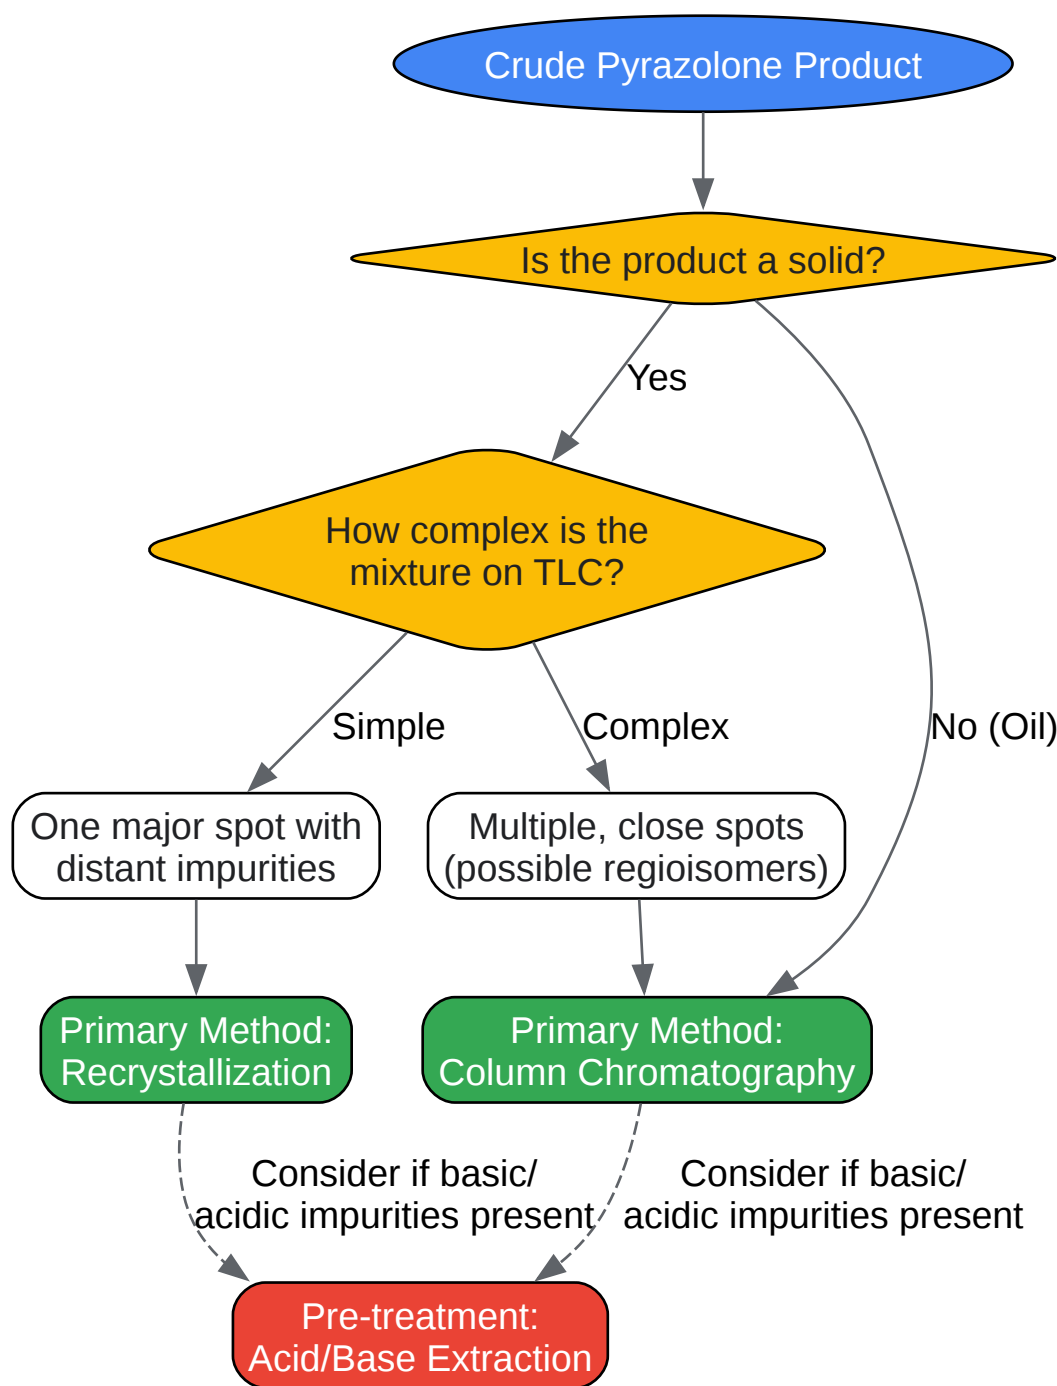 Crude Pyrazolone Product
Is the product a solid?
Yes
How complex is the
mixture on TLC?
Simple
Complex
No (Oil)
One major spot with
distant impurities
Multiple, close spots
(possible regioisomers)
Primary Method:
Recrystallization
Primary Method:
Column Chromatography
Consider if basic/
acidic impurities present
Consider if basic/
acidic impurities present
Pre-treatment:
Acid/Base Extraction